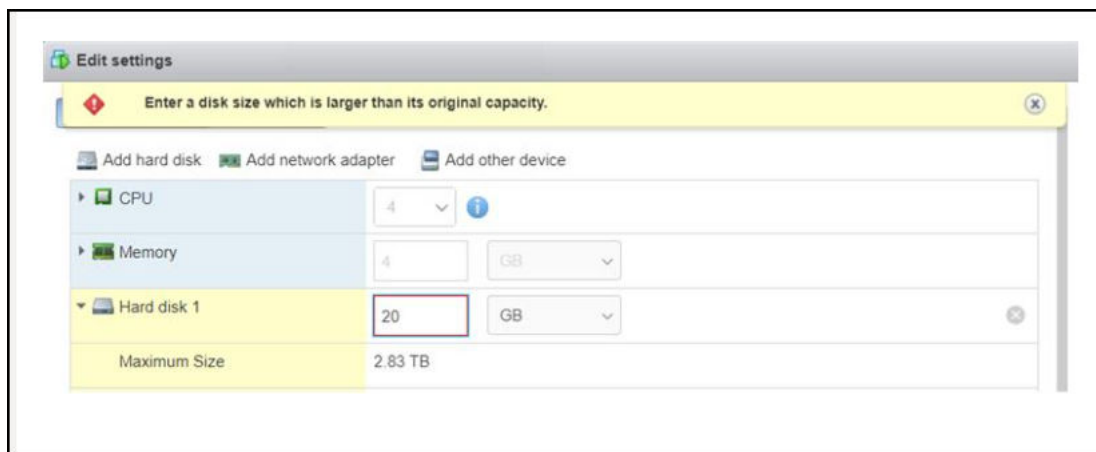 Edit settings
Enter a disk size which is larger than its original capacity.
Add hard disk Add network adapter Add other device
CPU 4
Memory 4 GB
Hard disk 1 20 GB
Maximum Size 2.83 TB